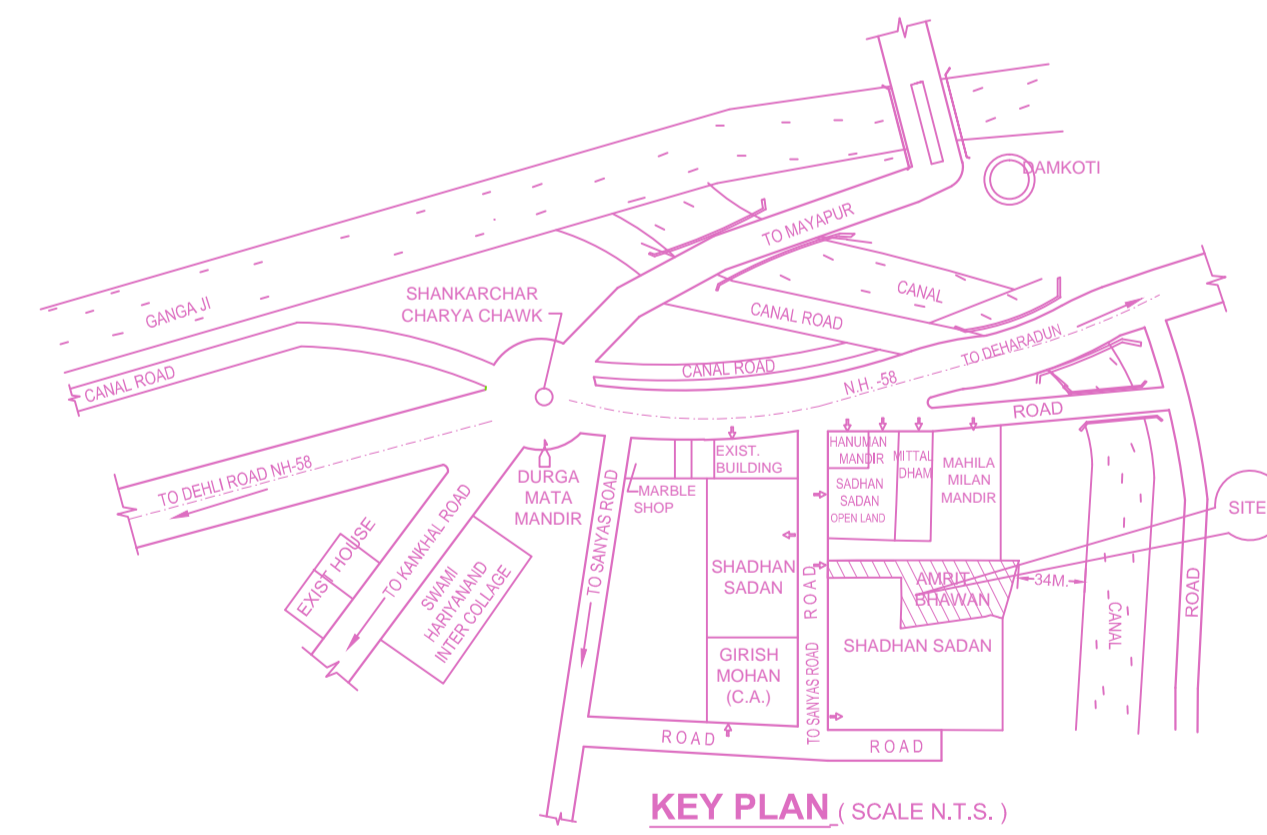 DAMKOTI
TO MAYAPUR
GANGA JI
SHANKARCHAR
CHARYA CHAWK
CANAL
CANAL ROAD
CANAL ROAD
CANAL ROAD
TO DEHARADUN
N.H. -58
ROAD
TO DEHLI ROAD NH-58
DURGA
MATA
MANDIR
EXIST.
BUILDING
MARBLE
SHOP
HANUMAN
MANDIR
MITTAL
DHAM
SADHAN
SADAN
OPEN LAND
MAHILA
MILAN
MANDIR
SITE
EXIST HOUSE
TO KANKHAL ROAD
SWAMI
HARIYANAND
INTER COLLAGE
TO SANYAS ROAD
SHADHAN
SADAN
ROAD
AMRIT
BHAWAN
34M.
CANAL
ROAD
GIRISH
MOHAN
(C.A.)
TO SANYAS ROAD
SHADHAN SADAN
ROAD
ROAD
KEY PLAN ( SCALE N.T.S. )